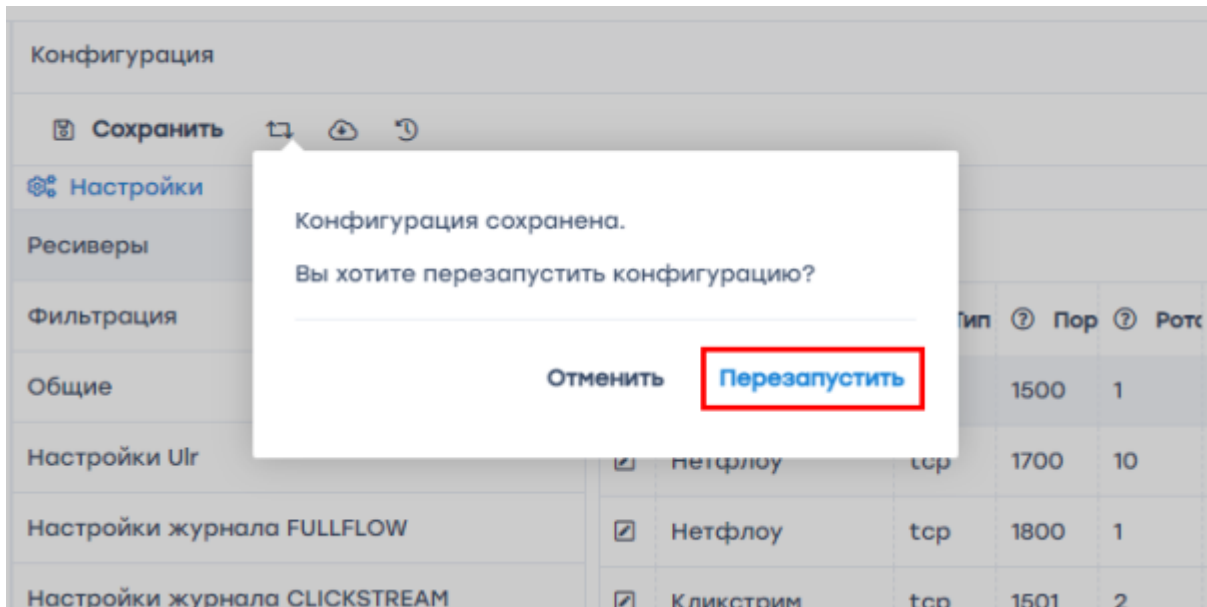 Конфигурация
Сохранить
Настройки
Ресиверы
Фильтрация
Общие
Настройки Ulr
Настройки журнала FULLFLOW
Настройки журнала CLICKSTREAM
Конфигурация сохранена.
Вы хотите перезапустить конфигурацию?
Отменить Перезапустить
Тип Пор
1500 1
Нетфлоу tcp 1700 10
Нетфлоу tcp 1800 1
Кликстрим tcp 1501 2